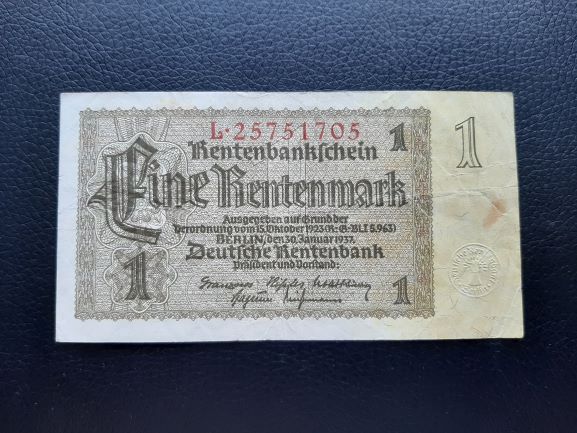 L·25751705
1
1
Rentenbankschein
Eine Rentenmark
Ausgegeben auf Grund der
Verordnung vom 15. Oktober 1923 (R·G·BL I S. 963)
BERLIN, den 30. Januar 1937.
Deutsche Rentenbank
Präsident und Vorstand:
1
1